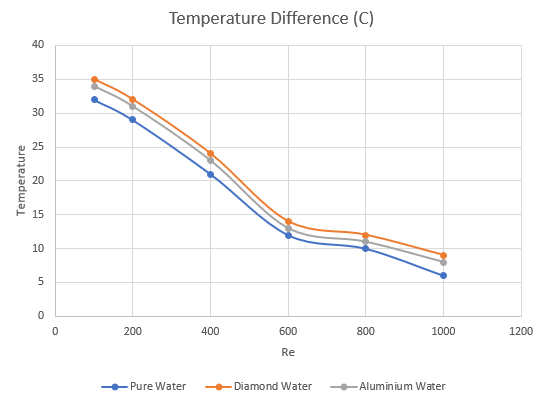 Temperature Difference (C)
40
35
30
25
20
15
10
5
0
Temperature
0 200 400 600 800 1000 1200
Re
Pure Water Diamond Water Aluminium Water